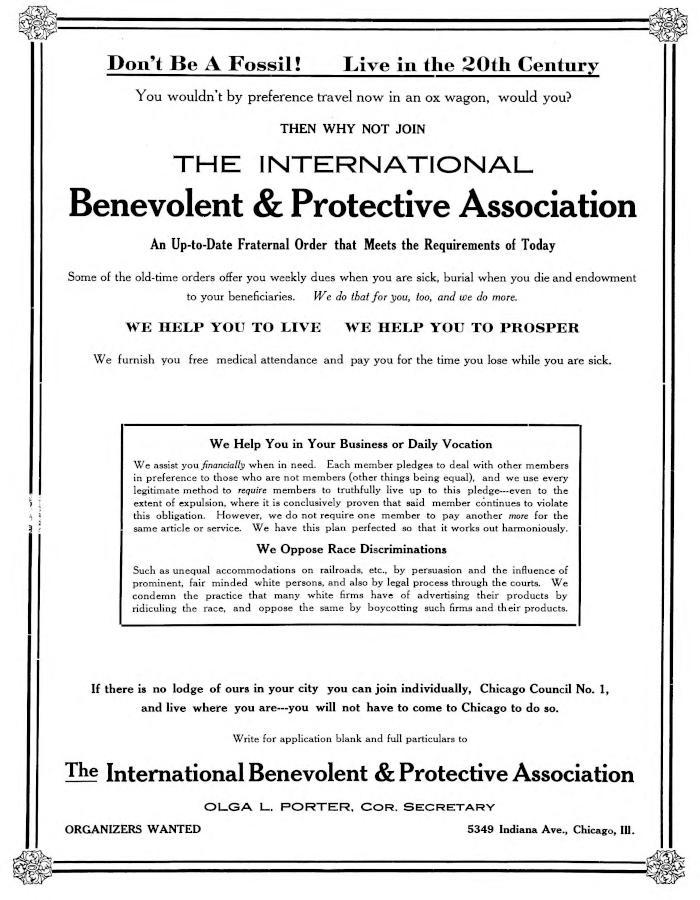 Don't Be A Fossil! Live in the 20th Century
You wouldn't by preference travel now in an ox wagon, would you?
THEN WHY NOT JOIN
THE INTERNATIONAL
Benevolent & Protective Association
An Up-to-Date Fraternal Order that Meets the Requirements of Today
Some of the old-time orders offer you weekly dues when you are sick, burial when you die and endowment
to your beneficiaries. We do that for you, too, and we do more.
WE HELP YOU TO LIVE WE HELP YOU TO PROSPER
We furnish you free medical attendance and pay you for the time you lose while you are sick.
We Help You in Your Business or Daily Vocation
We assist you financially when in need. Each member pledges to deal with other members
in preference to those who are not members (other things being equal), and we use every
legitimate method to require members to truthfully live up to this pledge---even to the
extent of expulsion, where it is conclusively proven that said member continues to violate
this obligation. However, we do not require one member to pay another more for the
same article or service. We have this plan perfected so that it works out harmoniously.
We Oppose Race Discriminations
Such as unequal accommodations on railroads, etc., by persuasion and the influence of
prominent, fair minded white persons, and also by legal process through the courts. We
condemn the practice that many white firms have of advertising their products by
ridiculing the race, and oppose the same by boycotting such firms and their products.
If there is no lodge of ours in your city you can join individually, Chicago Council No. 1,
and live where you are---you will not have to come to Chicago to do so.
Write for application blank and full particulars to
The International Benevolent & Protective Association
OLGA L. PORTER, COR. SECRETARY
ORGANIZERS WANTED 5349 Indiana Ave., Chicago, Ill.